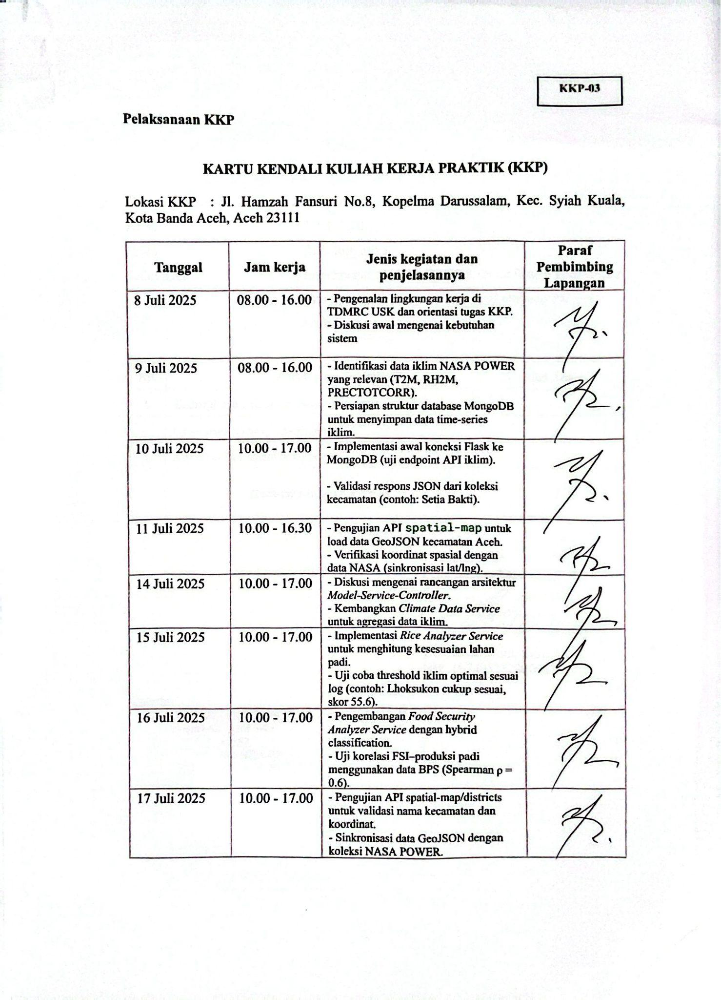 KKP-03
Pelaksanaan KKP
KARTU KENDALI KULIAH KERJA PRAKTIK (KKP)
Lokasi KKP : Jl. Hamzah Fansuri No.8, Kopelma Darussalam, Kec. Syiah Kuala,
Kota Banda Aceh, Aceh 23111
Tanggal
Jam kerja
Jenis kegiatan dan
penjelasannya
Paraf
Pembimbing
Lapangan
8 Juli 2025
08.00 - 16.00
- Pengenalan lingkungan kerja di
TDMRC USK dan orientasi tugas KKP.
- Diskusi awal mengenai kebutuhan
sistem
9 Juli 2025
08.00 - 16.00
- Identifikasi data iklim NASA POWER
yang relevan (T2M, RH2M,
PRECTOTCORR).
- Persiapan struktur database MongoDB
untuk menyimpan data time-series
iklim.
10 Juli 2025
10.00 - 17.00
- Implementasi awal koneksi Flask ke
MongoDB (uji endpoint API iklim).
- Validasi respons JSON dari koleksi
kecamatan (contoh: Setia Bakti).
11 Juli 2025
10.00 - 16.30
- Pengujian API spatial-map untuk
load data GeoJSON kecamatan Aceh.
- Verifikasi koordinat spasial dengan
data NASA (sinkronisasi lat/lng).
14 Juli 2025
10.00 - 17.00
- Diskusi mengenai rancangan arsitektur
Model-Service-Controller.
- Kembangkan Climate Data Service
untuk agregasi data iklim.
15 Juli 2025
10.00 - 17.00
- Implementasi Rice Analyzer Service
untuk menghitung kesesuaian lahan
padi.
- Uji coba threshold iklim optimal sesuai
log (contoh: Lhoksukon cukup sesuai,
skor 55.6).
16 Juli 2025
10.00 - 17.00
- Pengembangan Food Security
Analyzer Service dengan hybrid
classification.
- Uji korelasi FSI–produksi padi
menggunakan data BPS (Spearman ρ =
0.6).
17 Juli 2025
10.00 - 17.00
- Pengujian API spatial-map/districts
untuk validasi nama kecamatan dan
koordinat.
- Sinkronisasi data GeoJSON dengan
koleksi NASA POWER.